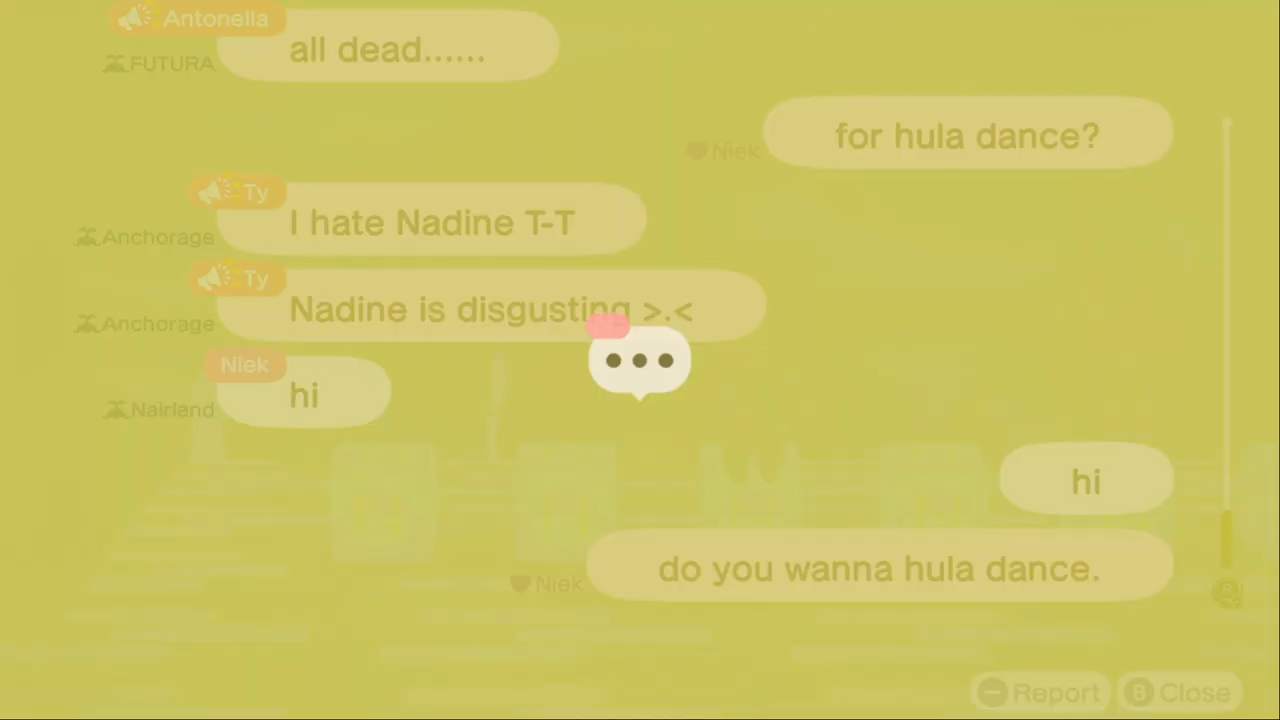 Antonella
all dead......
FUTURA
for hula dance?
Niek
Ty
I hate Nadine T-T
Anchorage
Ty
Nadine is disgusting >.<
Anchorage
Niek
hi
Nairland
hi
do you wanna hula dance.
Niek
Report
B Close